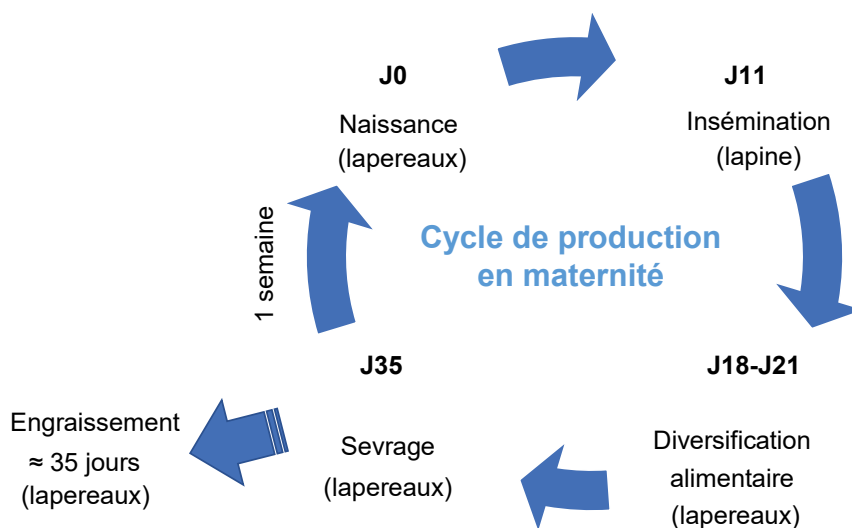 J0
Naissance
(lapereaux)
J11
Insémination
(lapine)
Cycle de production
en maternité
1 semaine
J18-J21
Diversification
alimentaire
(lapereaux)
J35
Sevrage
(lapereaux)
Engraissement
≈ 35 jours
(lapereaux)